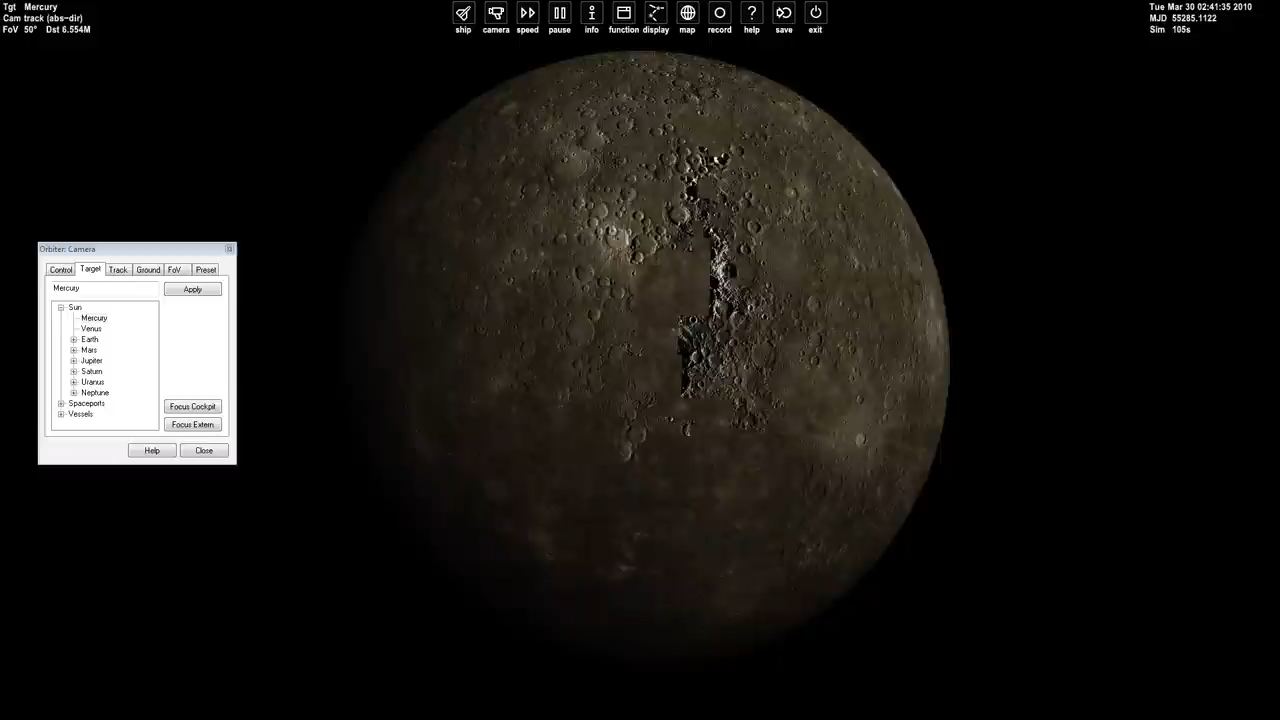 Tgt Mercury
Cam track (abs-dir)
FoV 50° Dst 6.554M
ship camera speed pause info function display map record help save exit
Tue Mar 30 02:41:35 2010
MJD 55285.1122
Sim 105s
Orbiter: Camera
Control Target Track Ground FoV Preset
Mercury Apply
Sun
Mercury
Venus
Earth
Mars
Jupiter
Saturn
Uranus
Neptune
Spaceports
Vessels
Focus Cockpit
Focus Extern
Help Close